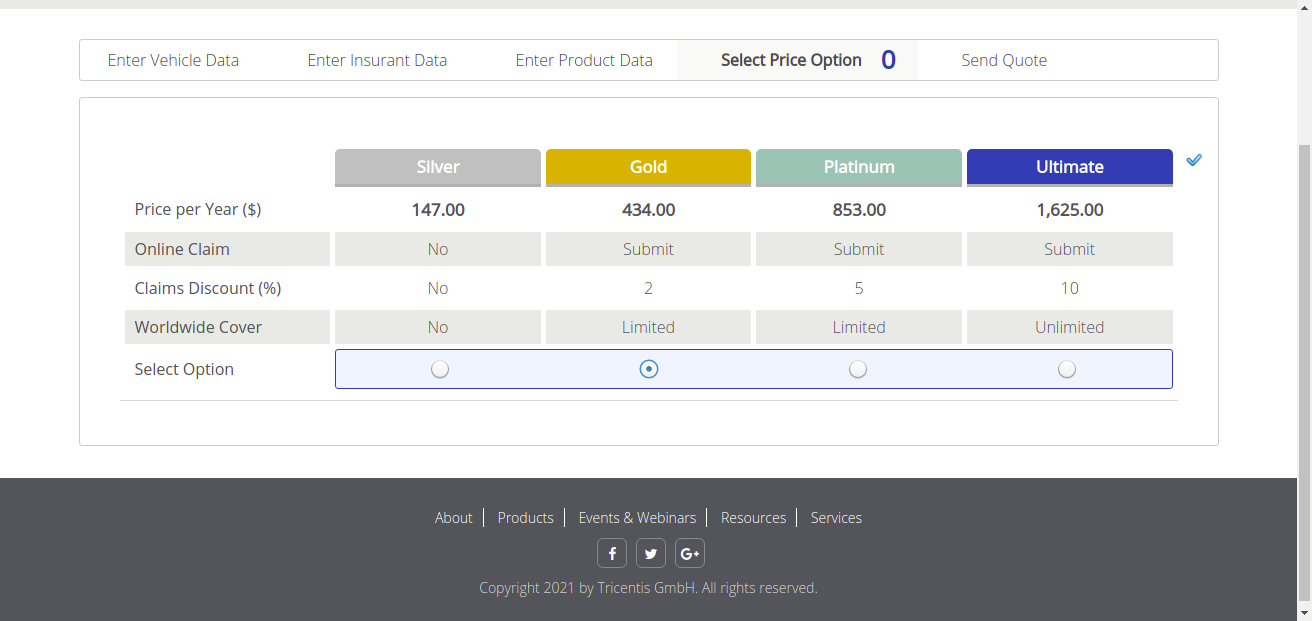 Enter Vehicle Data Enter Insurant Data Enter Product Data Select Price Option 0 Send Quote
Silver Gold Platinum Ultimate
Price per Year ($) 147.00 434.00 853.00 1,625.00
Online Claim No Submit Submit Submit
Claims Discount (%) No 2 5 10
Worldwide Cover No Limited Limited Unlimited
Select Option
About Products Events & Webinars Resources Services
f G+
Copyright 2021 by Tricentis GmbH. All rights reserved.